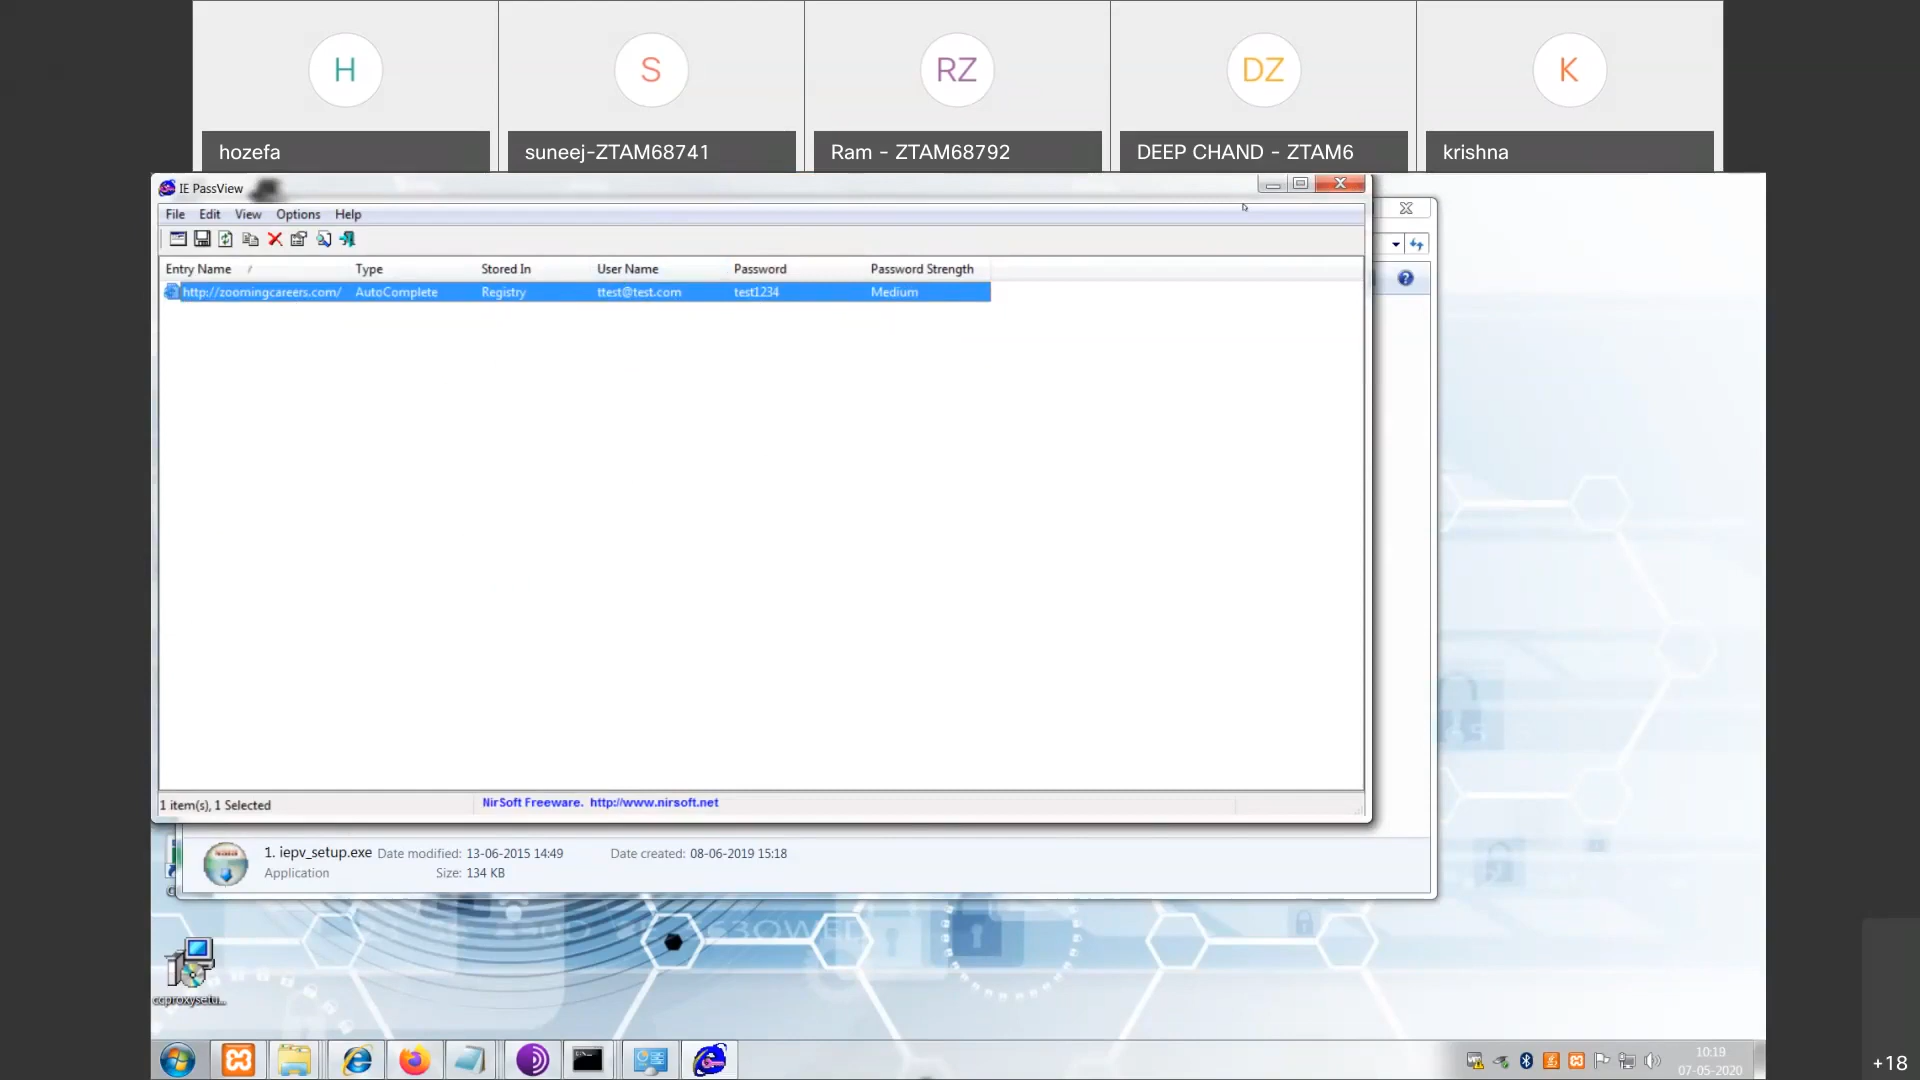 H
S
RZ
DZ
K
hozefa
suneej-ZTAM68741
Ram - ZTAM68792
DEEP CHAND - ZTAM6
krishna
IE PassView
File Edit View Options Help
Entry Name / Type Stored In User Name Password Password Strength
http://zoomingcareers.com/ AutoComplete Registry ttest@test.com test1234 Medium
1 item(s), 1 Selected
NirSoft Freeware. http://www.nirsoft.net
1. iepv_setup.exe Date modified: 13-06-2015 14:49 Date created: 08-06-2019 15:18
Application Size: 134 KB
ccproxysetu...
10:19
07-05-2020
+18